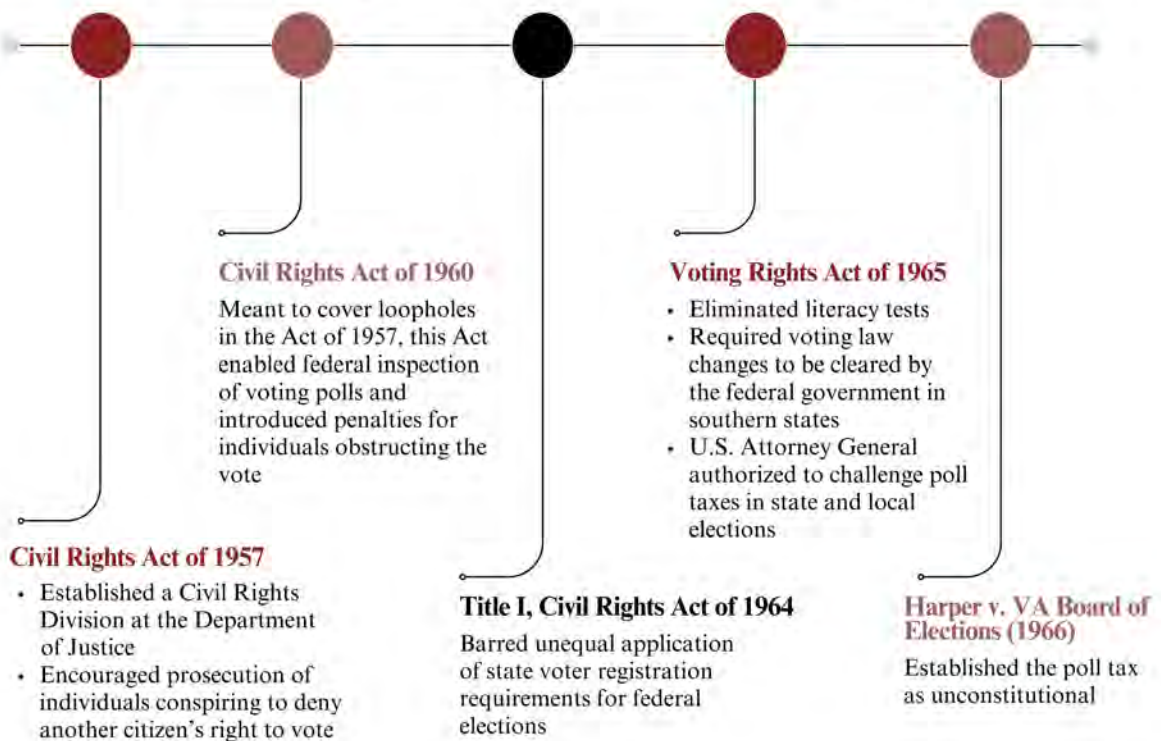 Civil Rights Act of 1960
Meant to cover loopholes
in the Act of 1957, this Act
enabled federal inspection
of voting polls and
introduced penalties for
individuals obstructing the
vote
Voting Rights Act of 1965
• Eliminated literacy tests
• Required voting law
changes to be cleared by
the federal government in
southern states
• U.S. Attorney General
authorized to challenge poll
taxes in state and local
elections
Civil Rights Act of 1957
• Established a Civil Rights
Division at the Department
of Justice
• Encouraged prosecution of
individuals conspiring to deny
another citizen's right to vote
Title I, Civil Rights Act of 1964
Barred unequal application
of state voter registration
requirements for federal
elections
Harper v. VA Board of
Elections (1966)
Established the poll tax
as unconstitutional